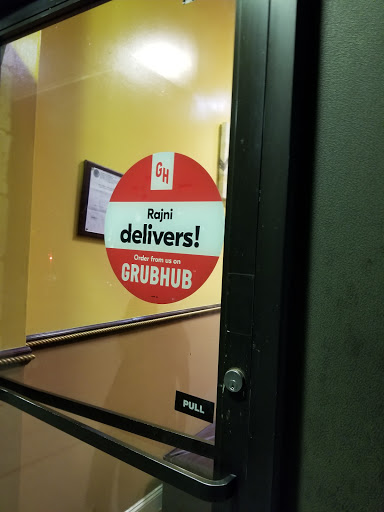 GH
Rajni
delivers!
Order from us on
GRUBHUB
PULL